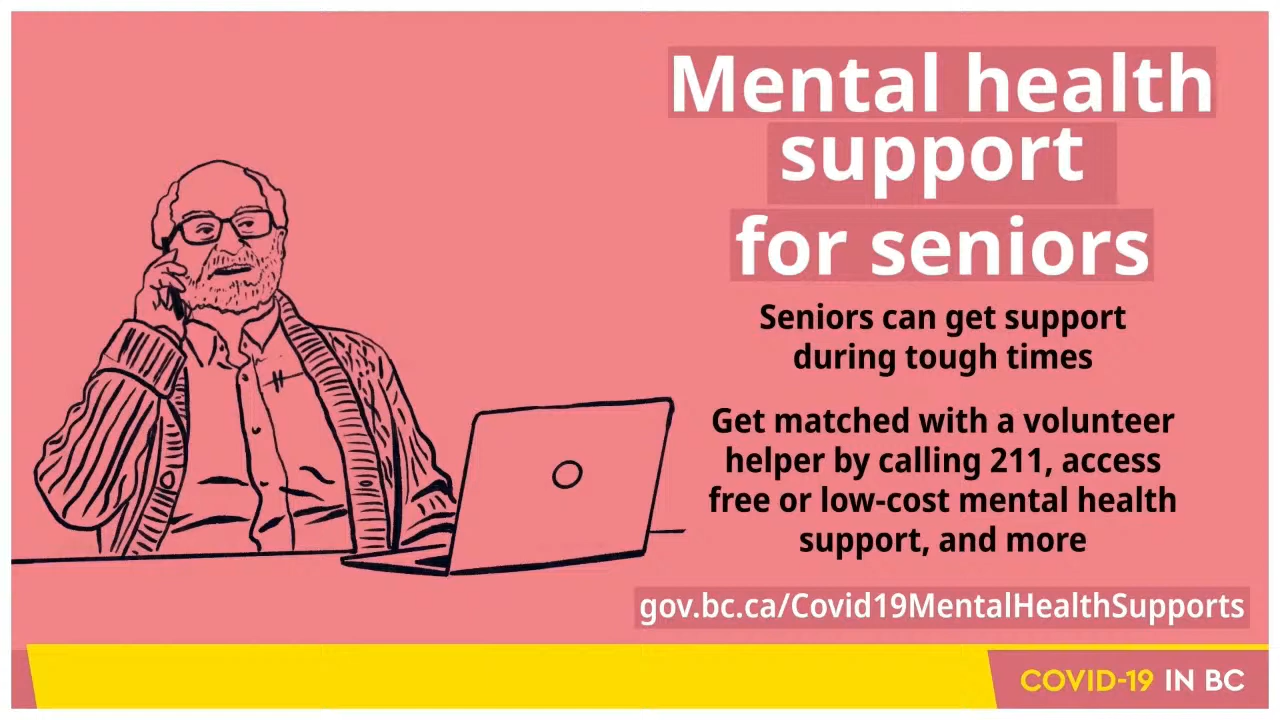 Mental health
support
for seniors
Seniors can get support
during tough times
Get matched with a volunteer
helper by calling 211, access
free or low-cost mental health
support, and more
gov.bc.ca/Covid19MentalHealthSupports
COVID-19 IN BC